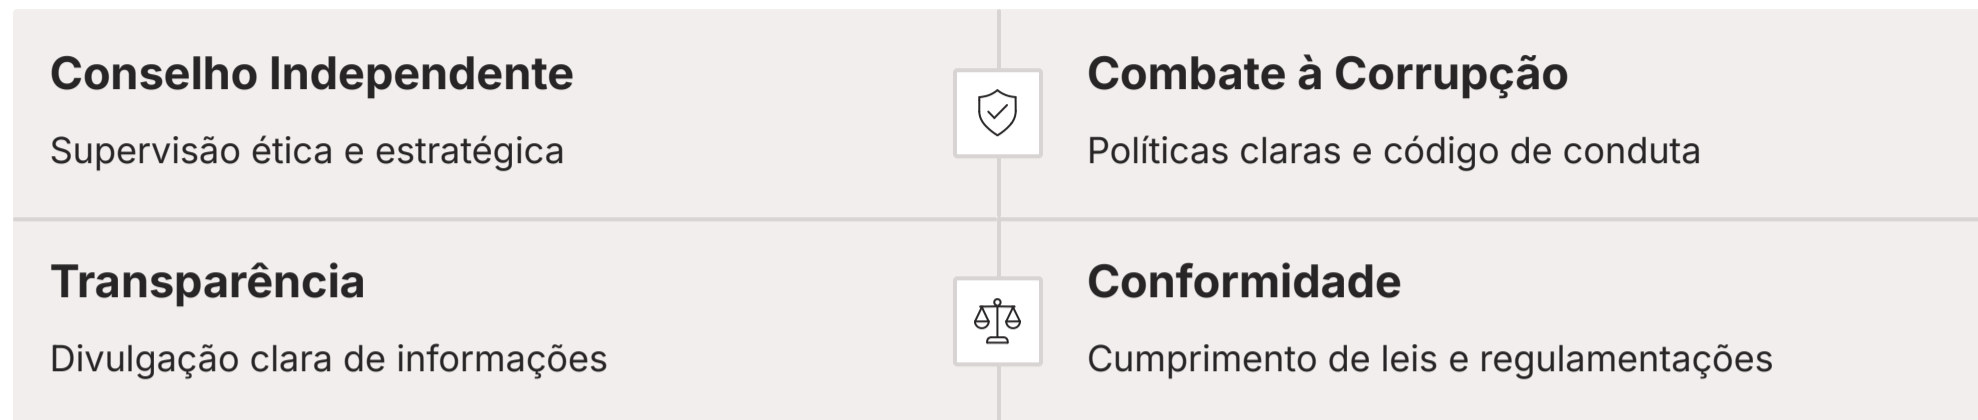 Conselho Independente
Supervisão ética e estratégica
Combate à Corrupção
Políticas claras e código de conduta
Transparência
Divulgação clara de informações
Conformidade
Cumprimento de leis e regulamentações